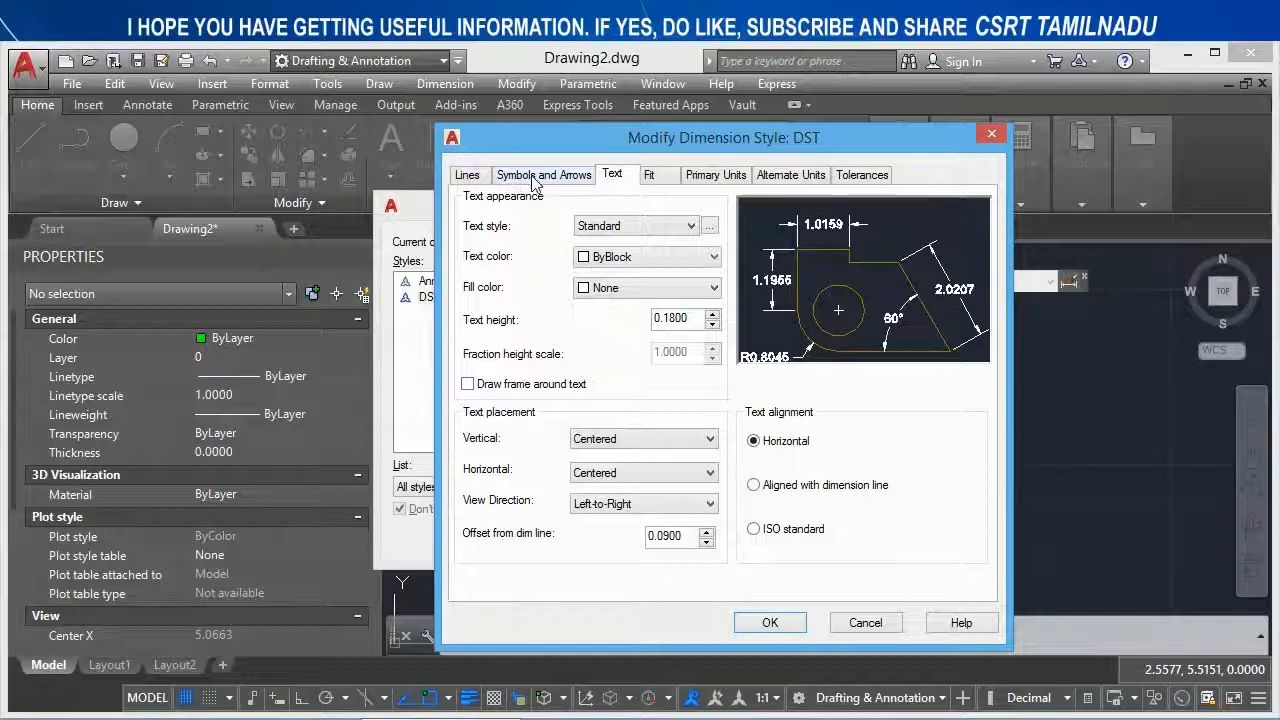 I HOPE YOU HAVE GETTING USEFUL INFORMATION. IF YES, DO LIKE, SUBSCRIBE AND SHARE CSRT TAMILNADU
Drafting & Annotation
Drawing2.dwg
Type a keyword or phrase
Sign In
File Edit View Insert Format Tools Draw Dimension Modify Parametric Window Help Express
Home Insert Annotate Parametric View Manage Output Add-ins A360 Express Tools Featured Apps Vault
Draw
Modify
Start
Drawing2*
PROPERTIES
No selection
General
Color ByLayer
Layer 0
Linetype ByLayer
Linetype scale 1.0000
Lineweight ByLayer
Transparency ByLayer
Thickness 0.0000
3D Visualization
Material ByLayer
Plot style
Plot style ByColor
Plot style table None
Plot table attached to Model
Plot table type Not available
View
Center X 5.0663
Current d
Styles:
Ann
DS
List:
All styles
Don't
Modify Dimension Style: DST
Lines Symbols and Arrows Text Fit Primary Units Alternate Units Tolerances
Text appearance
Text style: Standard ...
Text color: ByBlock
Fill color: None
Text height: 0.1800
Fraction height scale: 1.0000
Draw frame around text
Text placement
Vertical: Centered
Horizontal: Centered
View Direction: Left-to-Right
Offset from dim line: 0.0900
1.0159
1.1955
2.0207
60°
R0.8045
Text alignment
Horizontal
Aligned with dimension line
ISO standard
OK Cancel Help
N
W TOP E
S
WCS
Y
Model Layout1 Layout2 +
2.5577, 5.5151, 0.0000
MODEL
1:1
Drafting & Annotation
Decimal